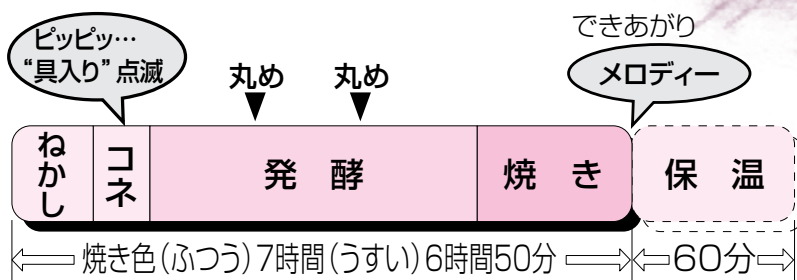 できあがり
ピッピッ…
“具入り”点滅
丸め
丸め
メロディー
ねかし
コネ
発酵
焼き
保温
焼き色(ふつう)7時間(うすい)6時間50分
60分